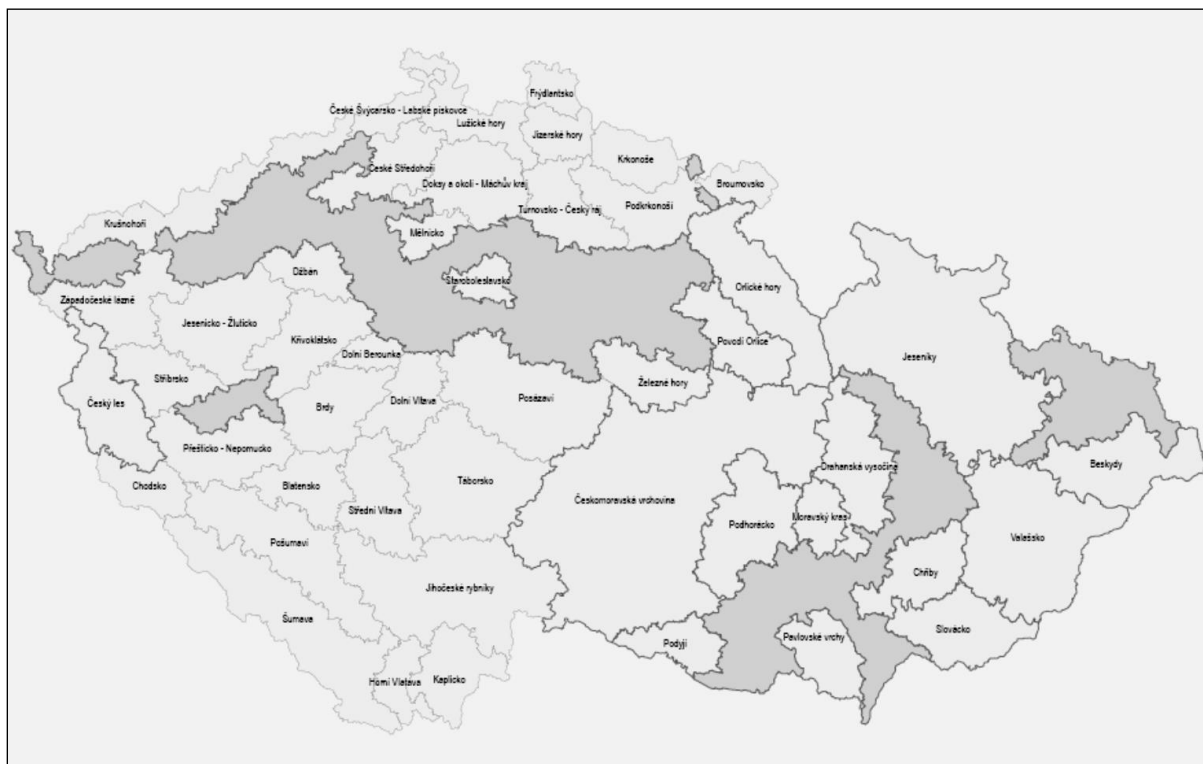 Frýdlantsko
České Švýcarsko - Labské pískovce
Lužické hory
Jizerské hory
Krkonoše
České Středohoří
Doksy a okolí - Máchův kraj
Broumovsko
Turnovsko - Český ráj
Podkrkonoší
Krušnohoří
Mělnicko
Džbán
Staroboleslavsko
Orlické hory
Západočeské lázně
Jesenicko - Žluticko
Křivoklátsko
Povodí Orlice
Dolní Berounka
Jeseníky
Stříbrsko
Železné hory
Český les
Brdy
Dolní Vltava
Posázaví
Přešticko - Nepomucko
Beskydy
Drahanská vysočina
Chodsko
Blatensko
Táborsko
Českomoravská vrchovina
Střední Vltava
Podhorácko
Moravský kras
Valašsko
Pošumaví
Chřiby
Jihočeské rybníky
Šumava
Slovácko
Podyjí
Pavlovské vrchy
Horní Vlatava
Kaplicko